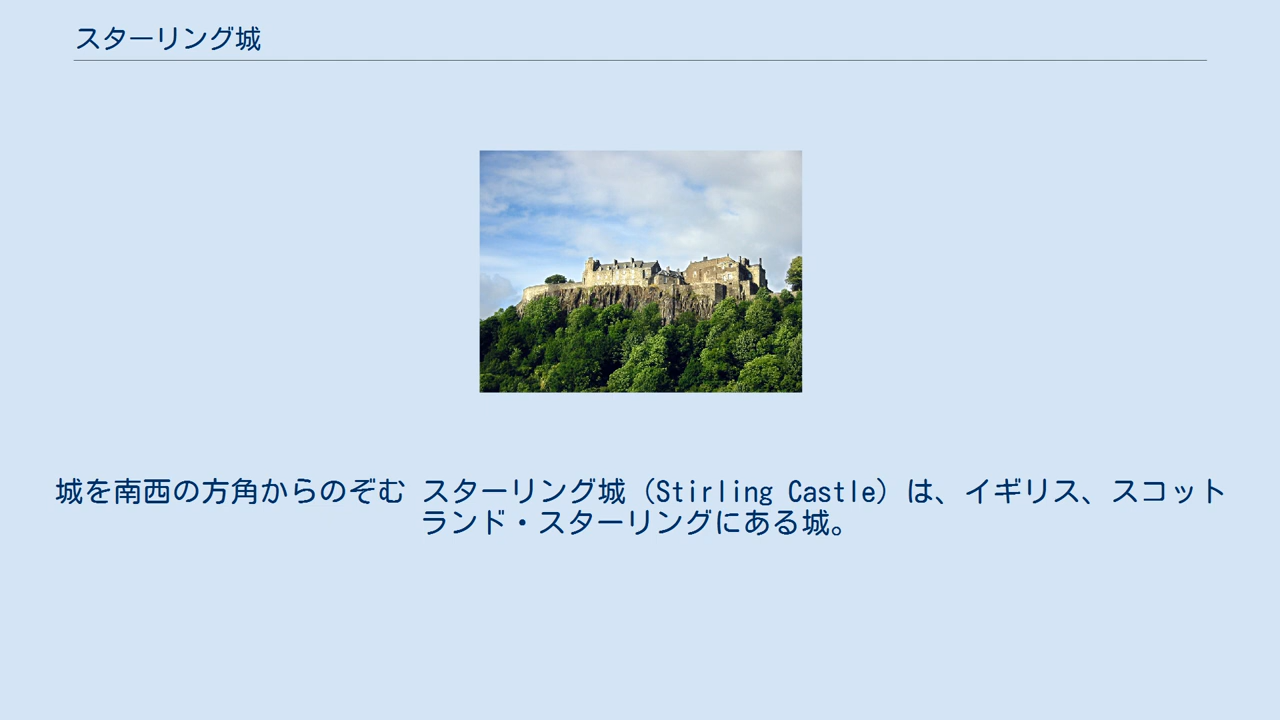 スターリング城
城を南西の方角からのぞむ スターリング城（Stirling Castle）は、イギリス、スコット
ランド・スターリングにある城。